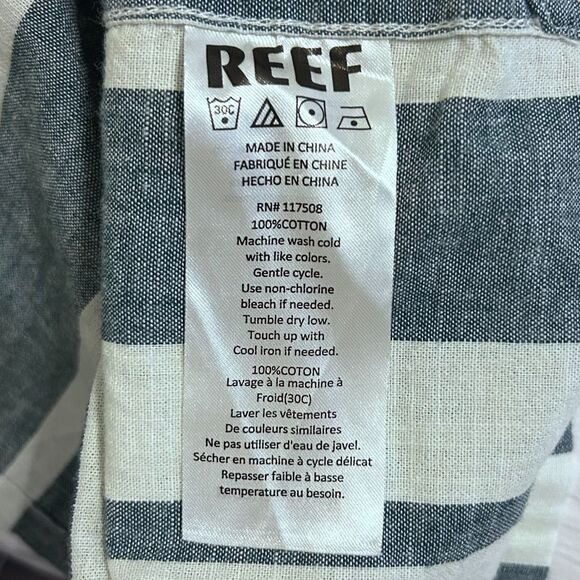 REEF
30C
MADE IN CHINA
FABRIQUÉ EN CHINE
HECHO EN CHINA
RN# 117508
100%COTTON
Machine wash cold
with like colors.
Gentle cycle.
Use non-chlorine
bleach if needed.
Tumble dry low.
Touch up with
Cool iron if needed.
100%COTON
Lavage à la machine à
Froid(30C)
Laver les vêtements
De couleurs similaires
Ne pas utiliser d'eau de javel.
Sécher en machine à cycle délicat
Repasser faible à basse
température au besoin.